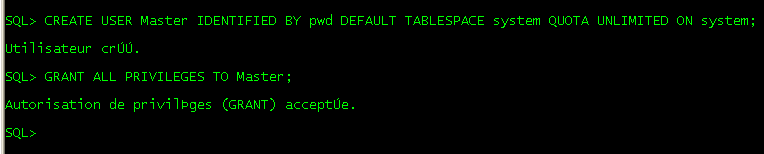 SQL> CREATE USER Master IDENTIFIED BY pwd DEFAULT TABLESPACE system QUOTA UNLIMITED ON system;
Utilisateur crÚÚ.
SQL> GRANT ALL PRIVILEGES TO Master;
Autorisation de privilÞges (GRANT) acceptÚe.
SQL>